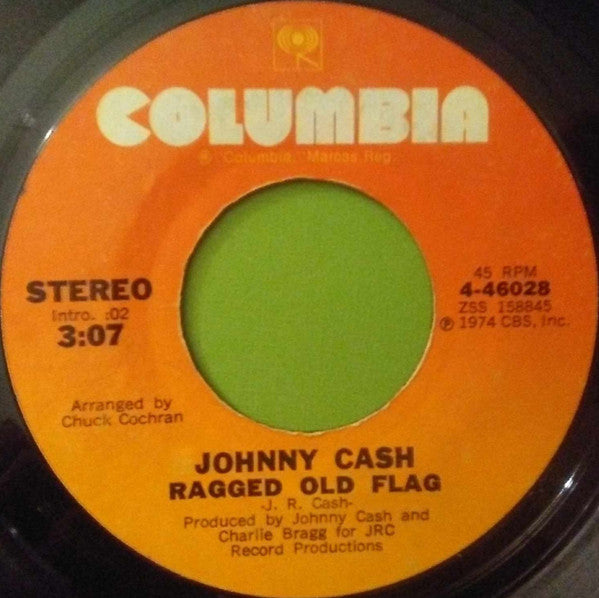 COLUMBIA
® "Columbia," Marcas Reg.
STEREO
Intro. :02
3:07
45 RPM
4-46028
ZSS 158845
℗ 1974 CBS, Inc.
Arranged by
Chuck Cochran
JOHNNY CASH
RAGGED OLD FLAG
-J. R. Cash-
Produced by Johnny Cash and
Charlie Bragg for JRC
Record Productions